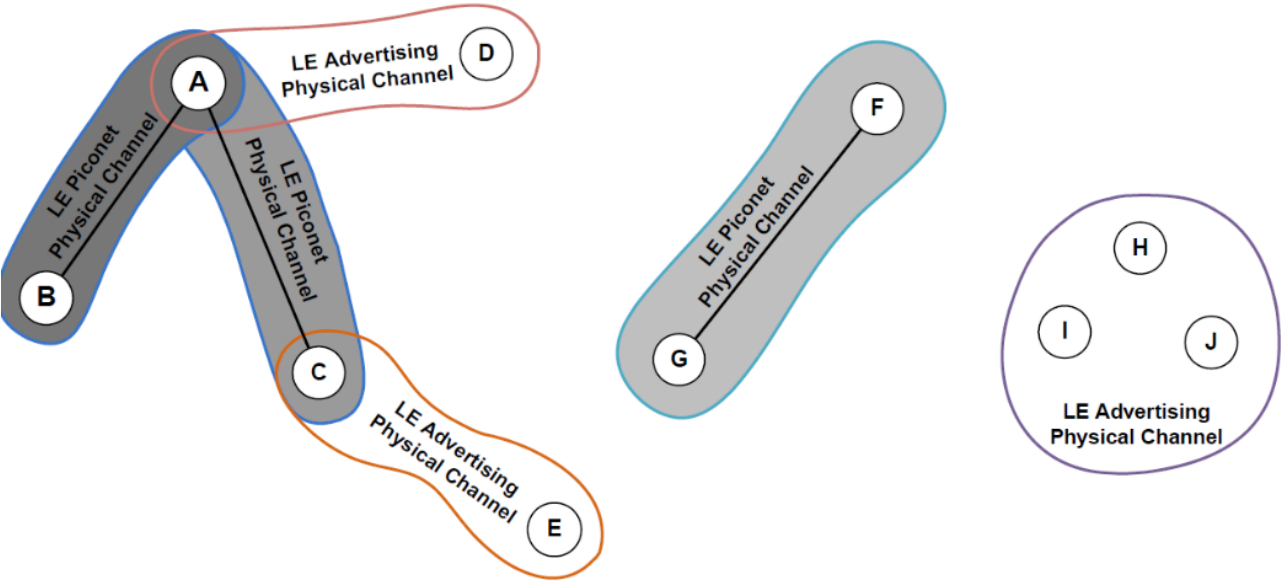 A
LE Advertising
Physical Channel
D
LE Piconet
Physical Channel
B
LE Piconet
Physical Channel
C
LE Advertising
Physical Channel
E
F
LE Piconet
Physical Channel
G
H
I
J
LE Advertising
Physical Channel